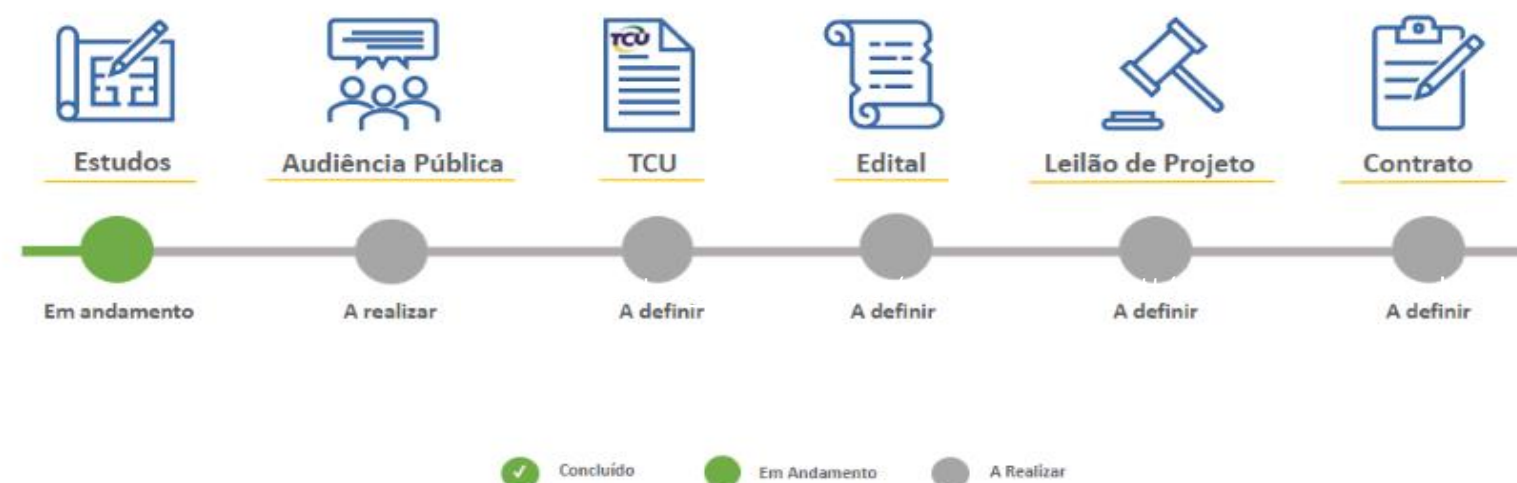 TCU
Estudos
Audiência Pública
TCU
Edital
Leilão de Projeto
Contrato
Em andamento
A realizar
A definir
A definir
A definir
A definir
Concluído
Em Andamento
A Realizar